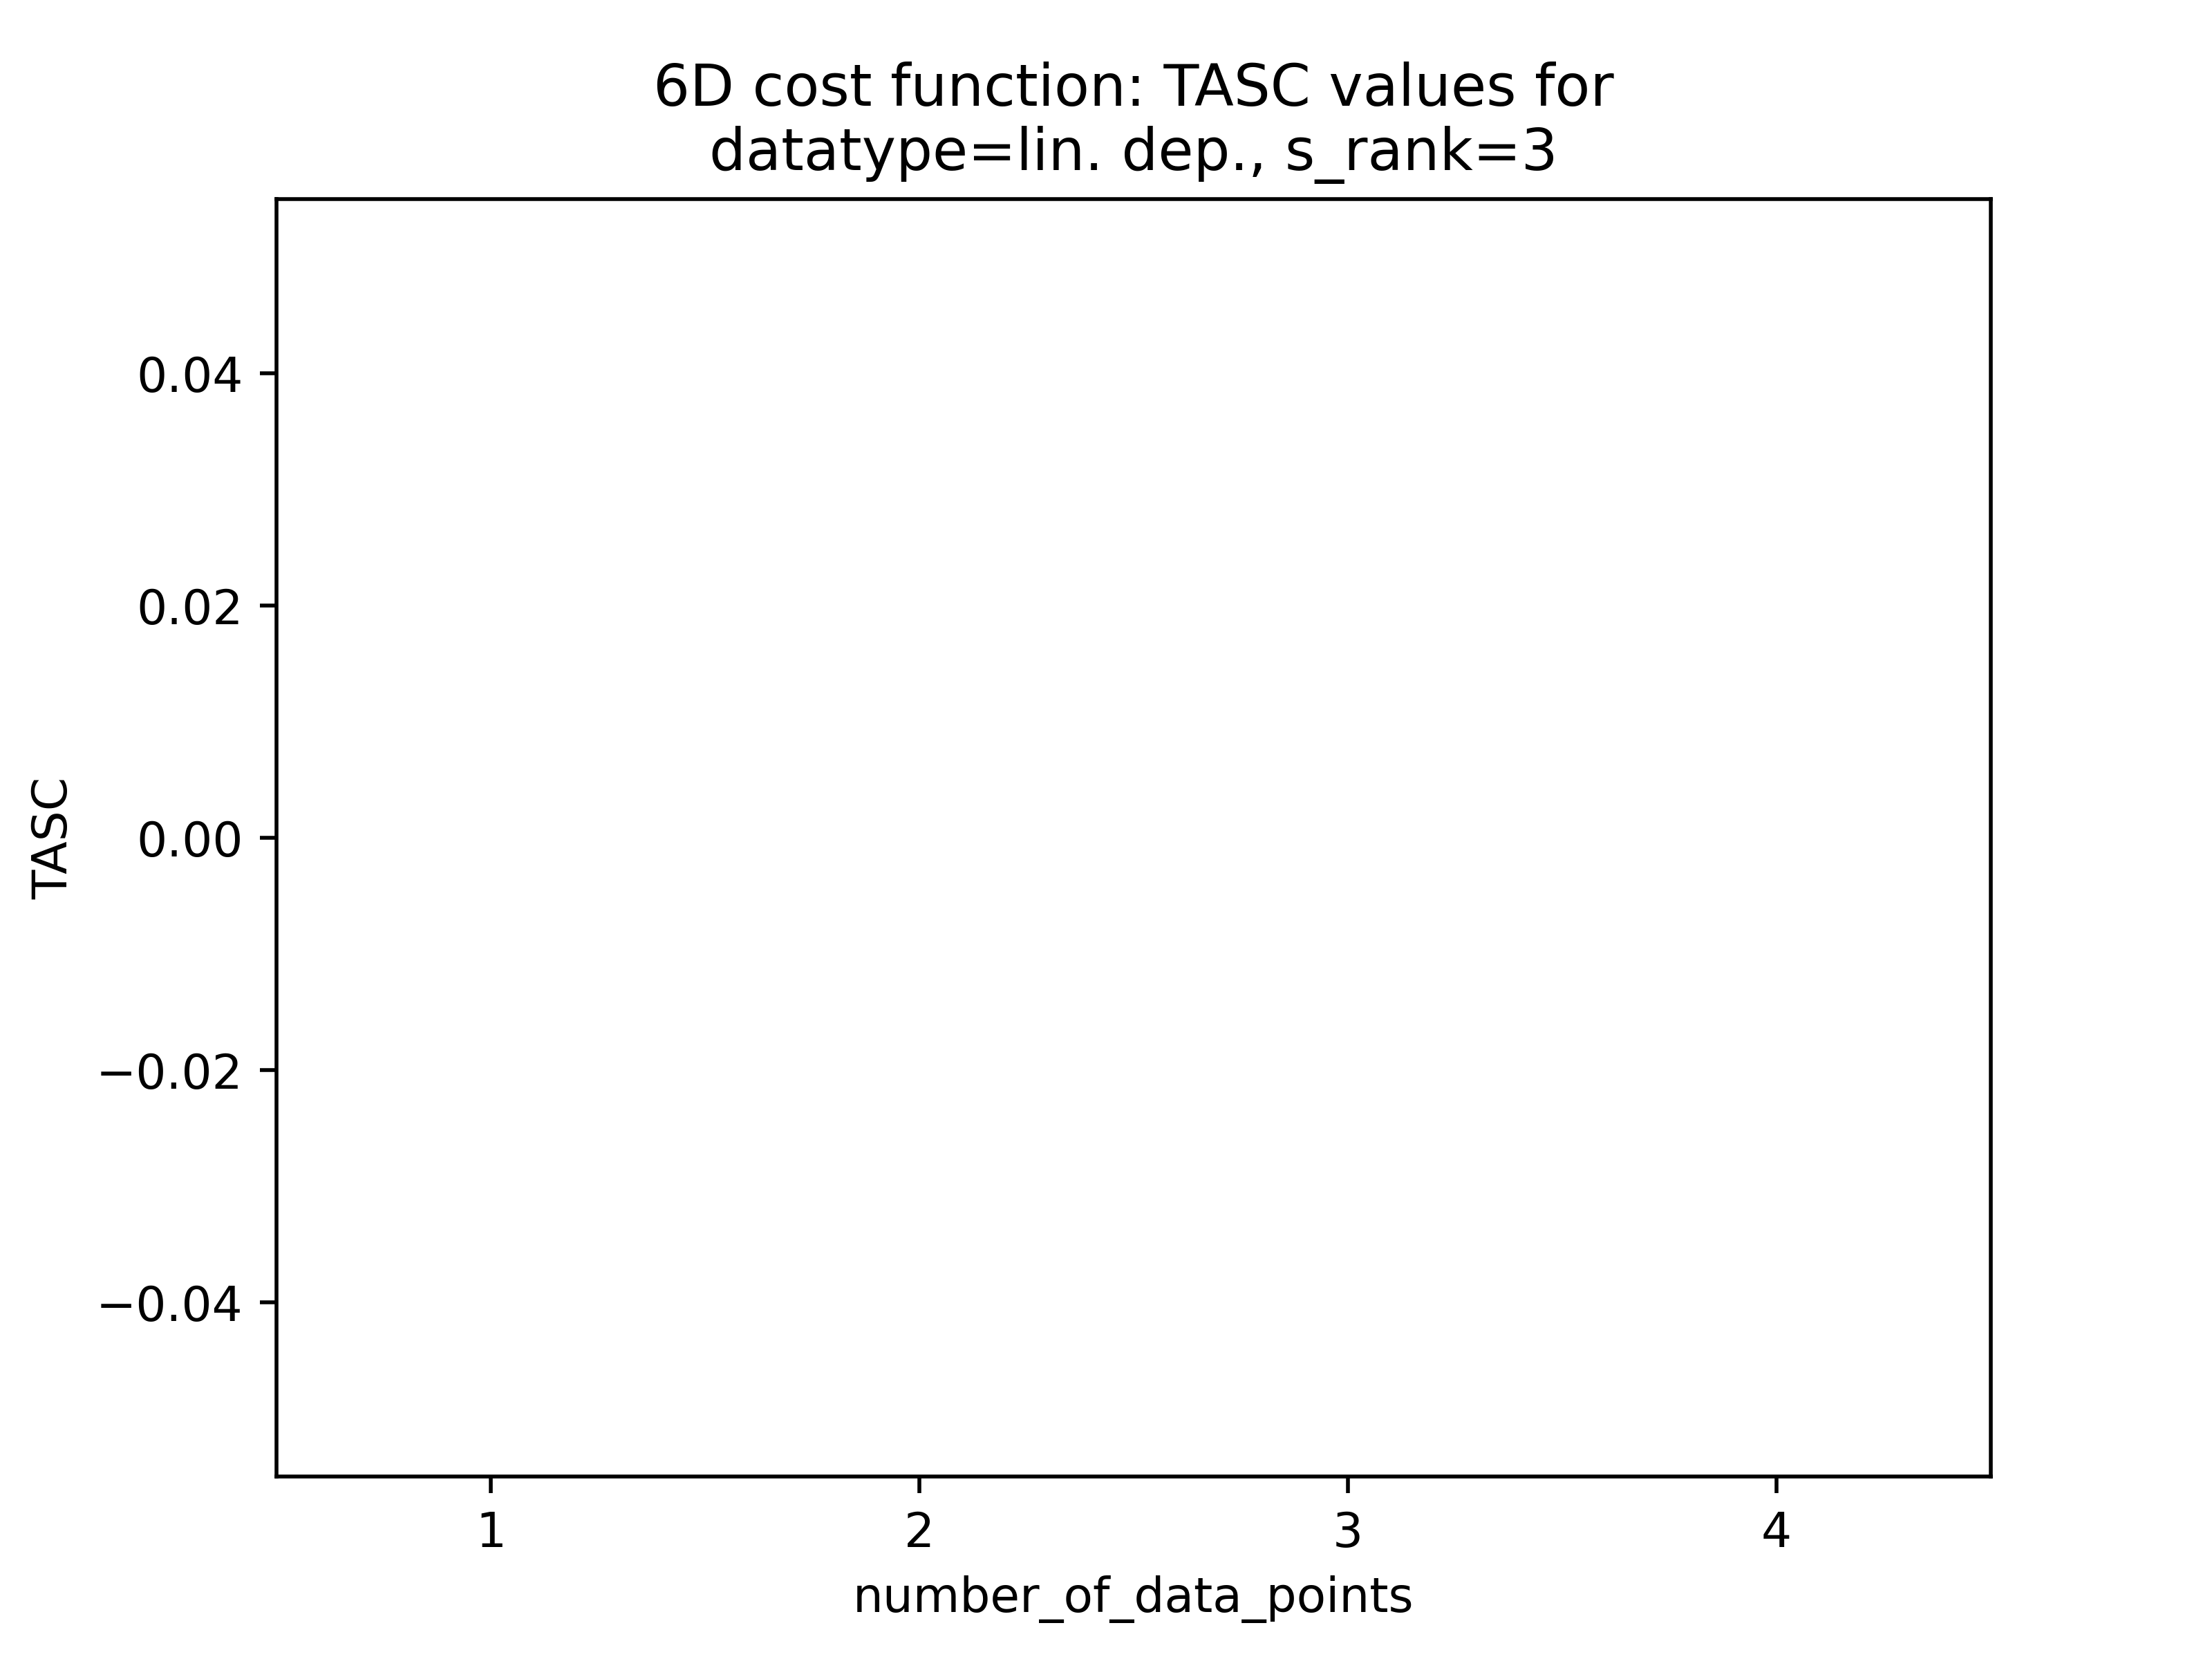 6D cost function: TASC values for
datatype=lin. dep., s_rank=3
TASC
0.04
0.02
0.00
−0.02
−0.04
1 2 3 4
number_of_data_points